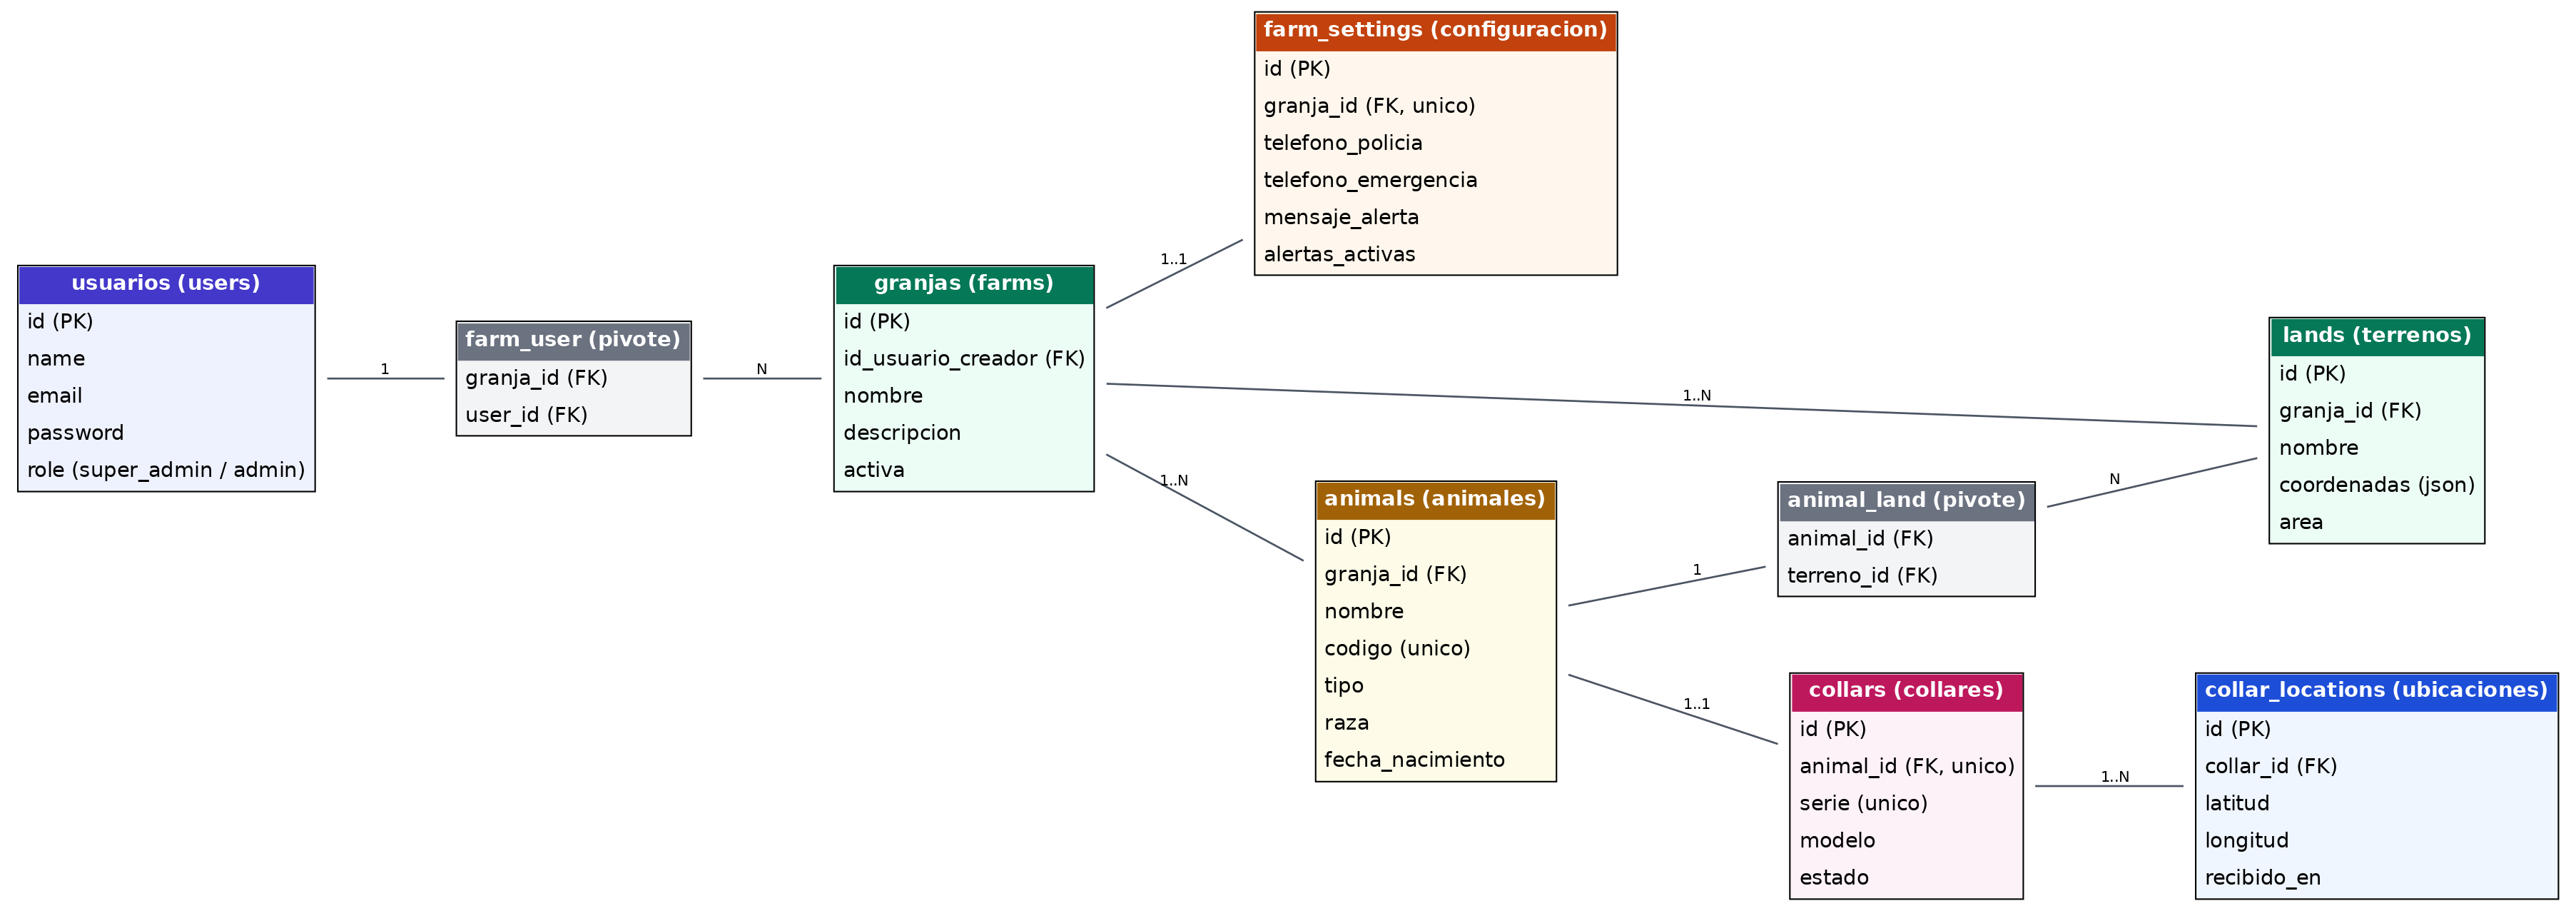 farm_settings (configuracion)
id (PK)
granja_id (FK, unico)
telefono_policia
telefono_emergencia
mensaje_alerta
alertas_activas
usuarios (users)
id (PK)
name
email
password
role (super_admin / admin)
1
farm_user (pivote)
granja_id (FK)
user_id (FK)
N
granjas (farms)
id (PK)
id_usuario_creador (FK)
nombre
descripcion
activa
1..1
1..N
1..N
lands (terrenos)
id (PK)
granja_id (FK)
nombre
coordenadas (json)
area
animals (animales)
id (PK)
granja_id (FK)
nombre
codigo (unico)
tipo
raza
fecha_nacimiento
1
animal_land (pivote)
animal_id (FK)
terreno_id (FK)
N
1..1
collars (collares)
id (PK)
animal_id (FK, unico)
serie (unico)
modelo
estado
1..N
collar_locations (ubicaciones)
id (PK)
collar_id (FK)
latitud
longitud
recibido_en